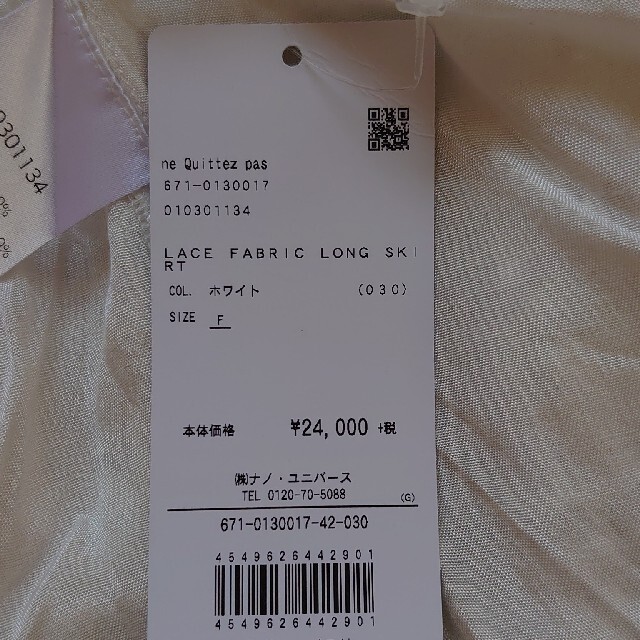 0301134
0%
0%
ne Quittez pas
671-0130017
010301134
LACE FABRIC LONG SKI
RT
COL. ホワイト (030)
SIZE F
本体価格 ¥24,000 +税
㈱ナノ・ユニバース
TEL 0120-70-5088 (G)
671-0130017-42-030
4549626442901
4549626442901